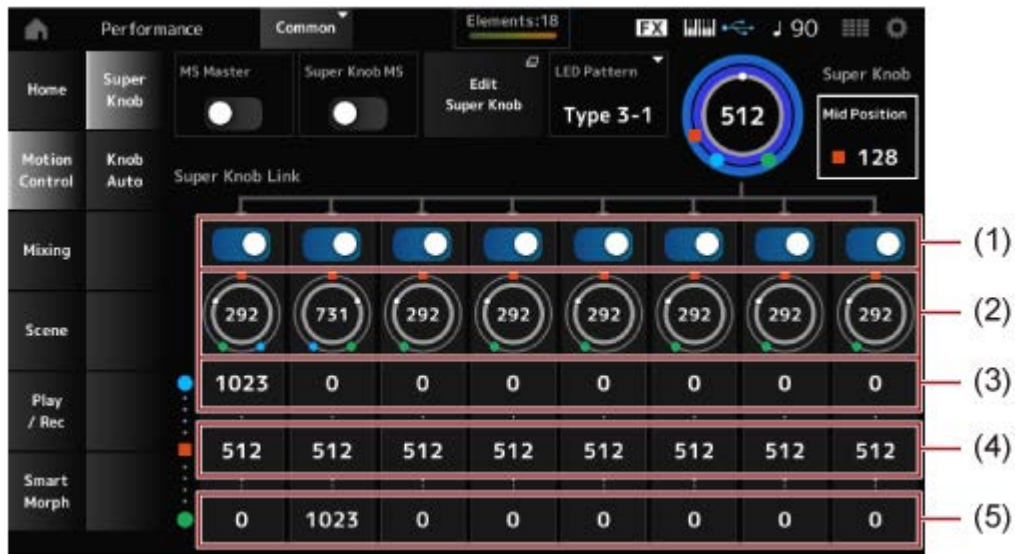 Performance Common Elements:18 FX ♩ 90
Home
Super Knob
MS Master
Super Knob MS
Edit
Super Knob
LED Pattern
Type 3-1
512
Super Knob
Mid Position
128
Motion
Control
Knob
Auto
Super Knob Link
Mixing
(1)
Scene
292 731 292 292 292 292 292 292 (2)
Play
/ Rec
1023 0 0 0 0 0 0 0 (3)
512 512 512 512 512 512 512 512 (4)
Smart
Morph
0 1023 0 0 0 0 0 0 (5)